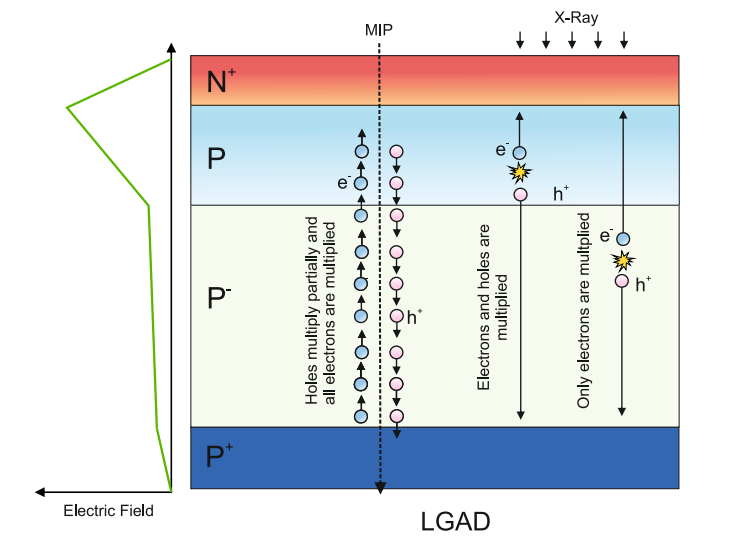 X-Ray
MIP
N+
P
e-
e-
h+
P-
Holes multiply partially and
all electrons are multiplied
h+
Electrons and holes are
multiplied
Only electrons are multplied
e-
h+
P+
Electric Field
LGAD